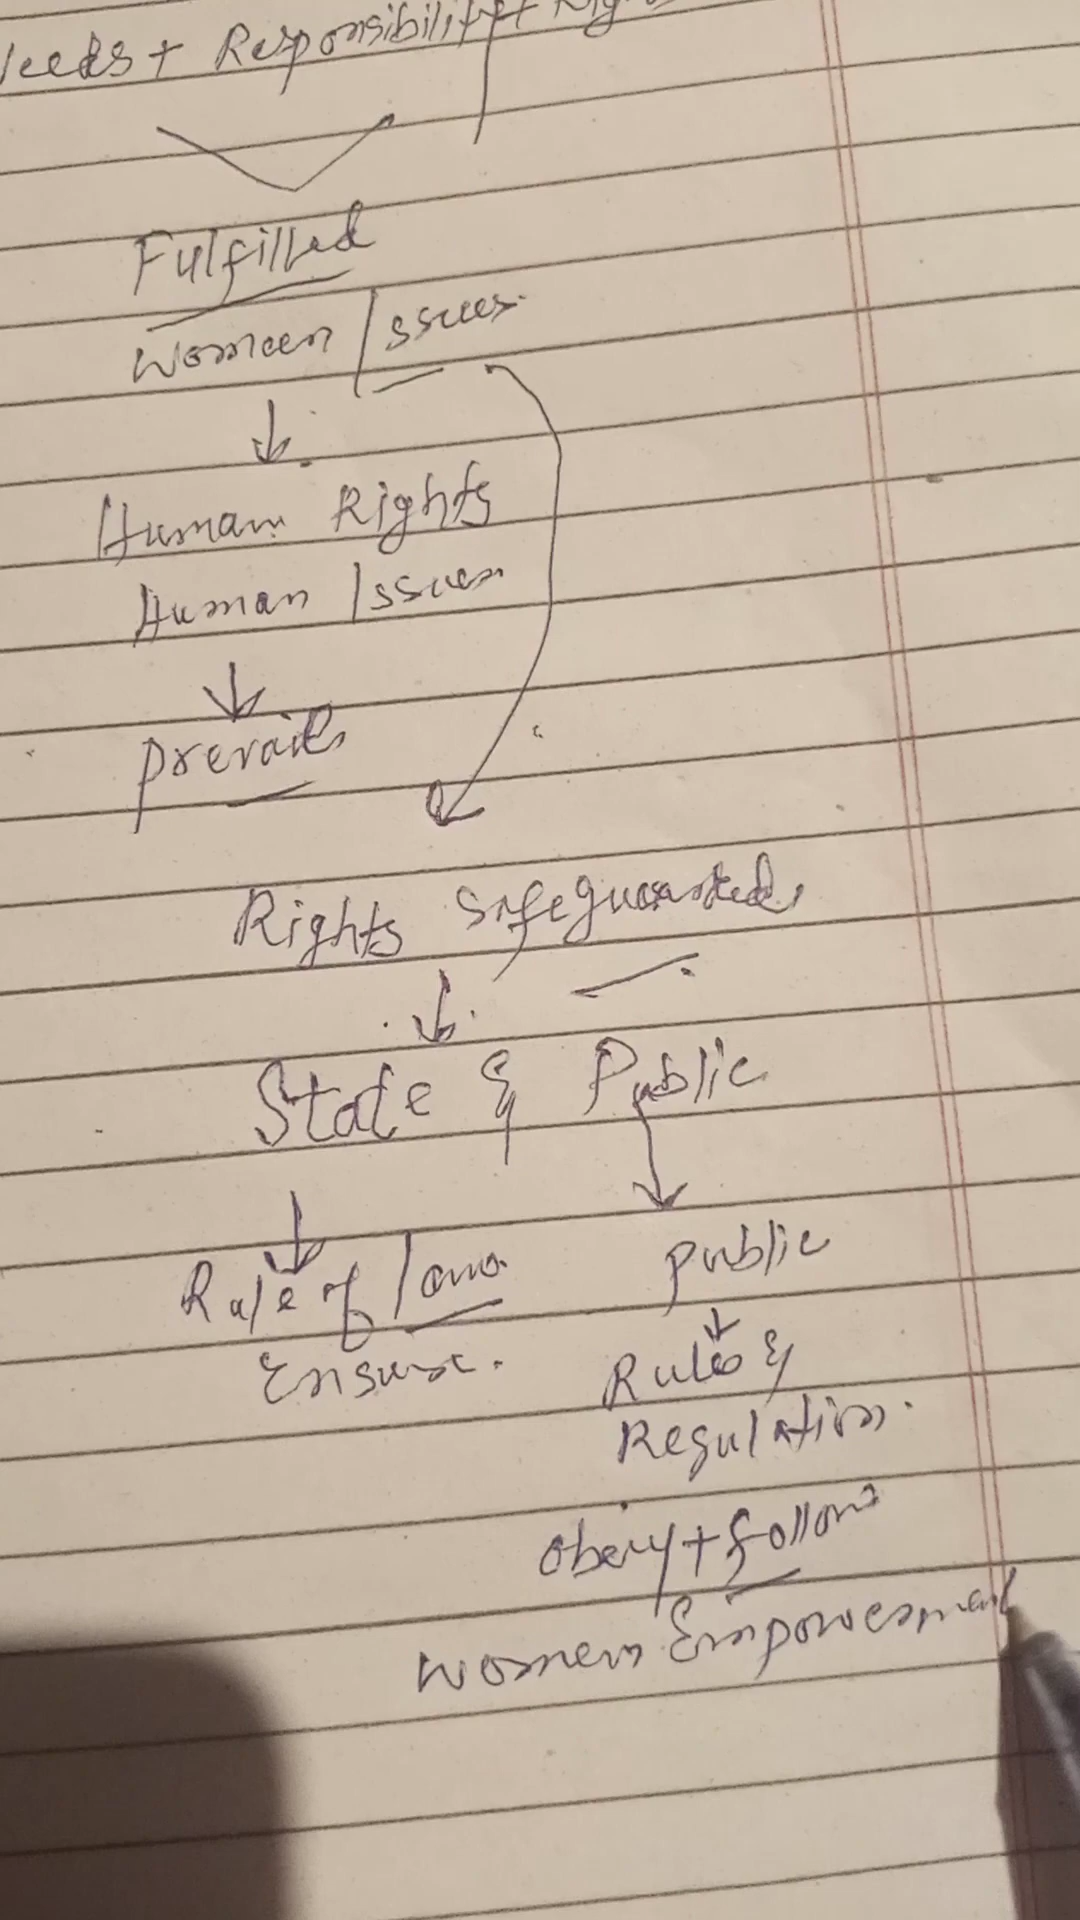 Needs + Responsibility +
Fulfilled
Women Issues.
Human Rights
Human Issues
prevails
Rights Safeguarded
State & Public
Rule of law
Ensure.
public
Rules &
Regulation.
obey + follow
women Empowerment